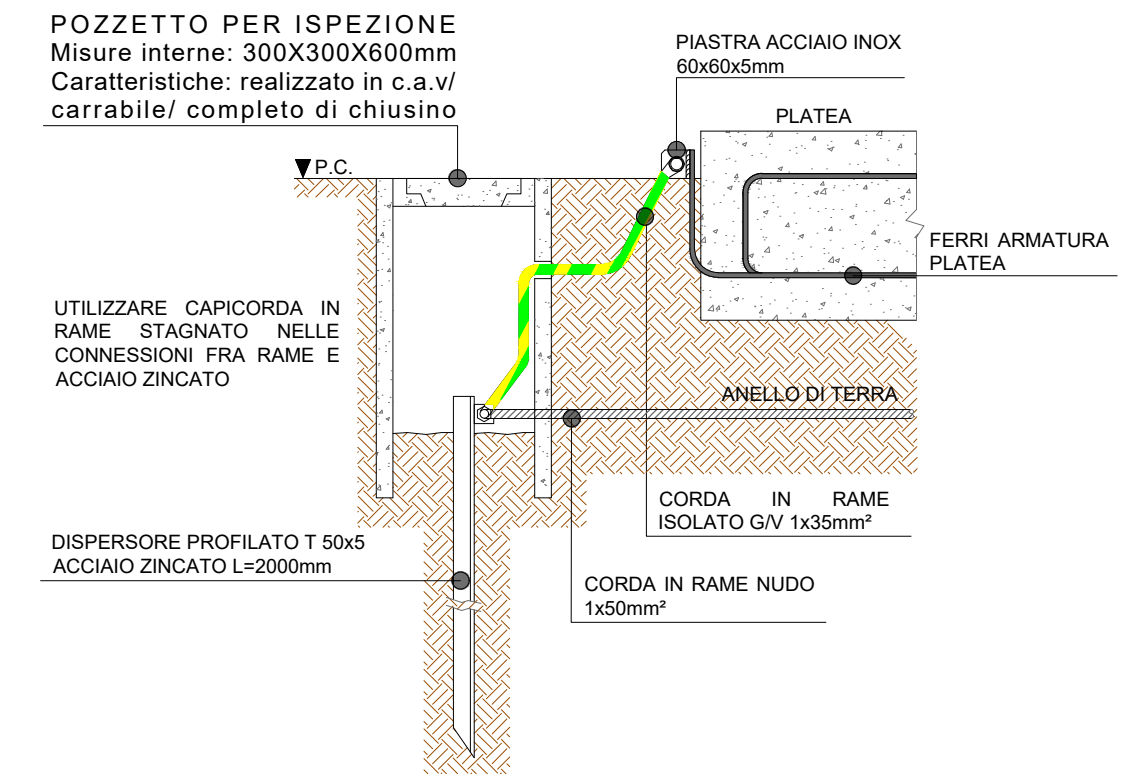 POZZETTO PER ISPEZIONE
Misure interne: 300X300X600mm
Caratteristiche: realizzato in c.a.v/
carrabile/ completo di chiusino
PIASTRA ACCIAIO INOX
60x60x5mm
PLATEA
P.C.
FERRI ARMATURA
PLATEA
UTILIZZARE CAPICORDA IN
RAME STAGNATO NELLE
CONNESSIONI FRA RAME E
ACCIAIO ZINCATO
ANELLO DI TERRA
CORDA IN RAME
ISOLATO G/V 1x35mm²
DISPERSORE PROFILATO T 50x5
ACCIAIO ZINCATO L=2000mm
CORDA IN RAME NUDO
1x50mm²